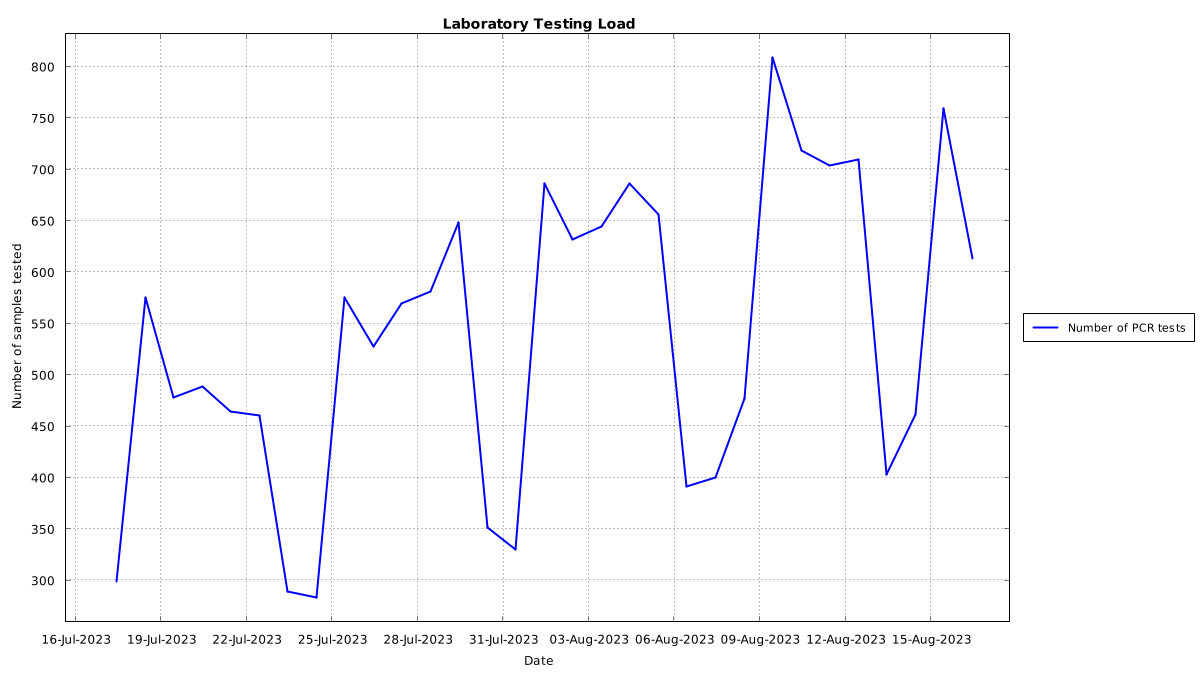 Laboratory Testing Load
Number of samples tested
800
750
700
650
600
550
500
450
400
350
300
16-Jul-2023 19-Jul-2023 22-Jul-2023 25-Jul-2023 28-Jul-2023 31-Jul-2023 03-Aug-2023 06-Aug-2023 09-Aug-2023 12-Aug-2023 15-Aug-2023
Date
Number of PCR tests